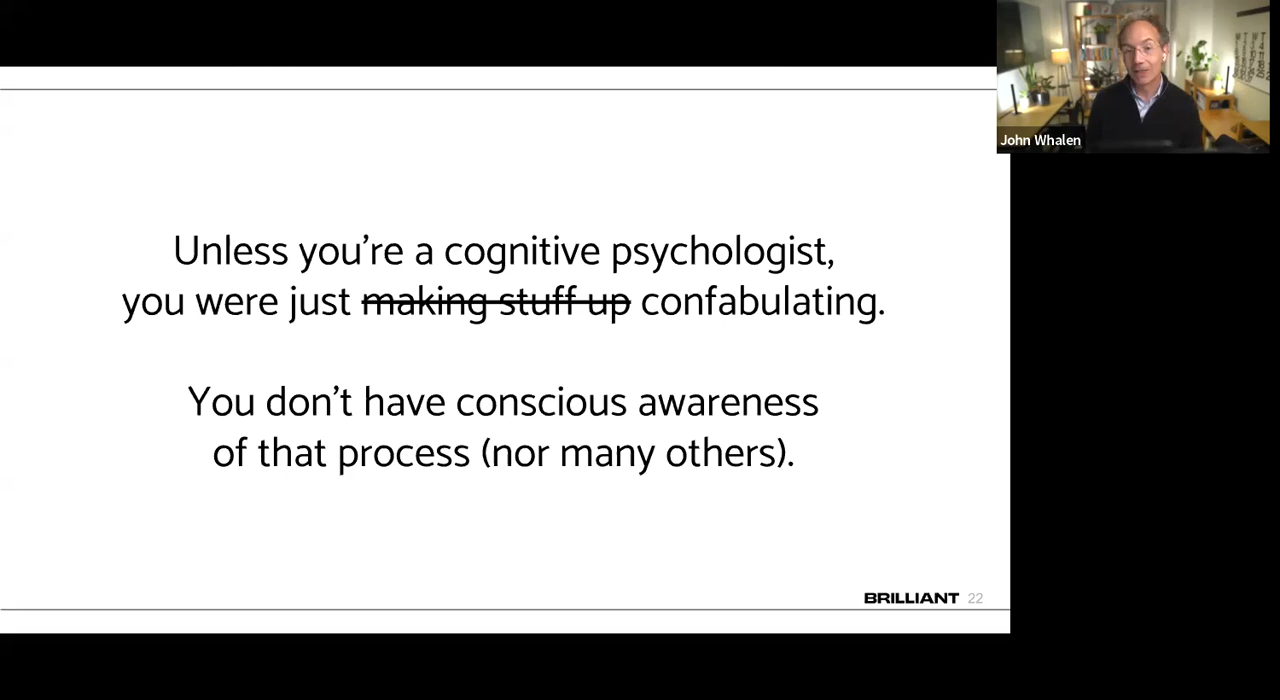 John Whalen
Unless you’re a cognitive psychologist,
you were just making stuff up confabulating.
You don’t have conscious awareness
of that process (nor many others).
BRILLIANT 22